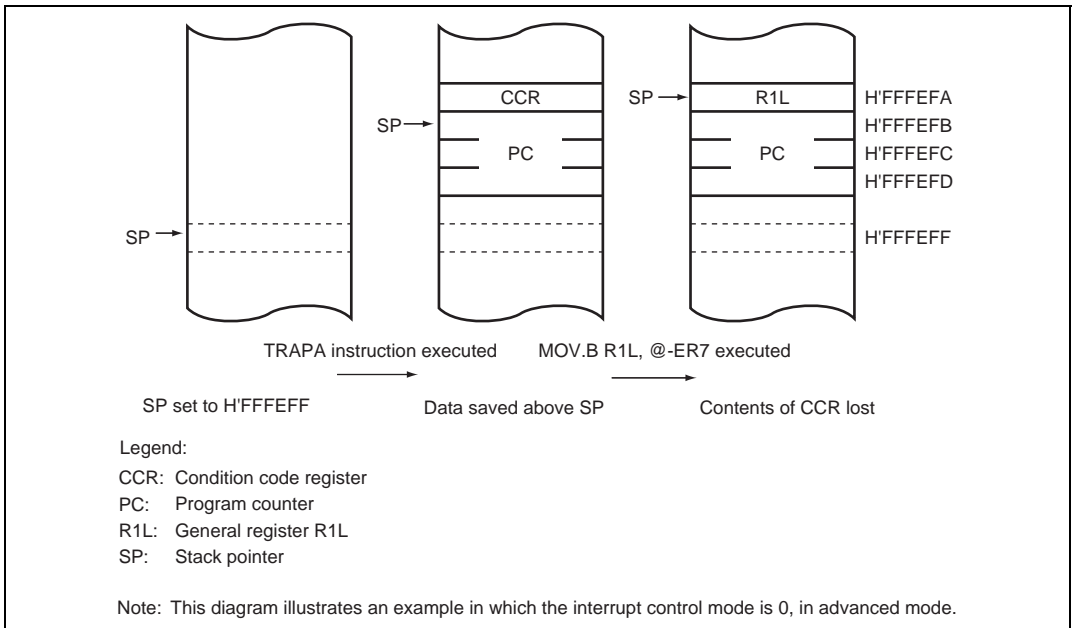 CCR
SP
PC
SP
R1L
PC
H'FFFEFA
H'FFFEFB
H'FFFEFC
H'FFFEFD
SP
H'FFFEFF
TRAPA instruction executed
MOV.B R1L, @-ER7 executed
SP set to H'FFFEFF
Data saved above SP
Contents of CCR lost
Legend:
CCR: Condition code register
PC: Program counter
R1L: General register R1L
SP: Stack pointer
Note: This diagram illustrates an example in which the interrupt control mode is 0, in advanced mode.